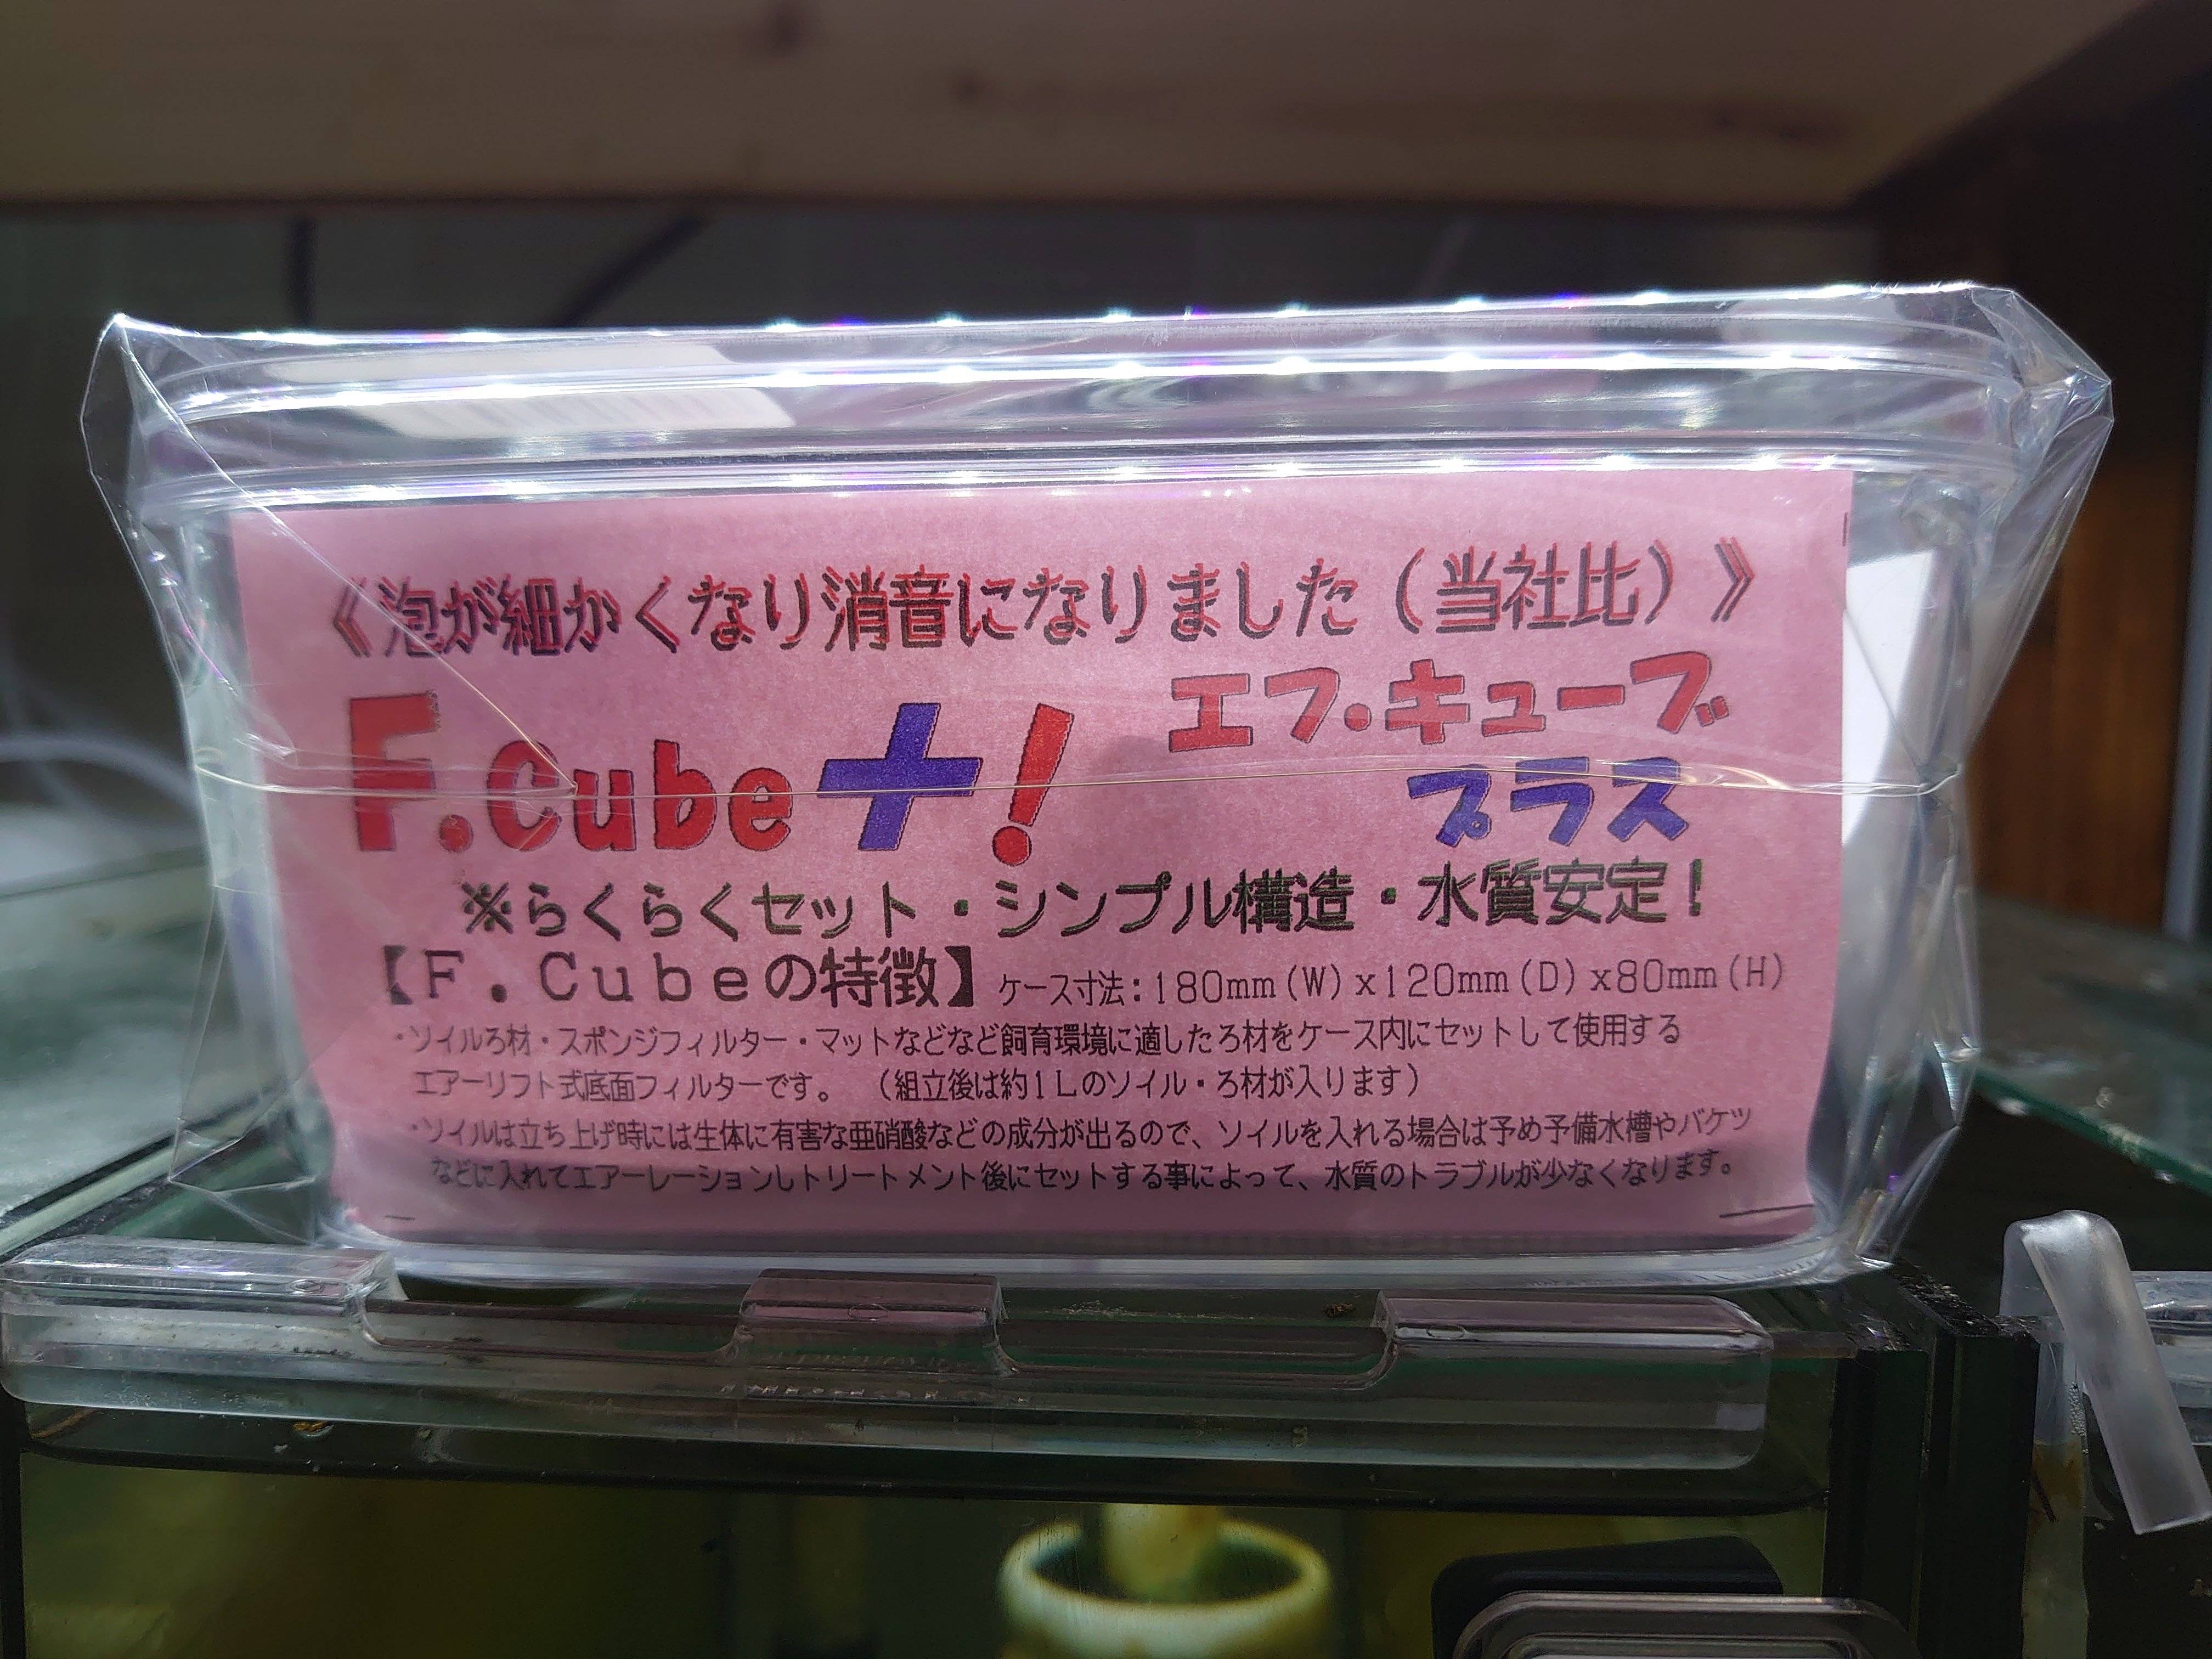 《泡が細かくなり消音になりました（当社比）》
F.Cube+!
エフ・キューブ
プラス
※らくらくセット・シンプル構造・水質安定！
【F．Cubeの特徴】ケース寸法：180mm(W)x120mm(D)x80mm(H)
・ソイルろ材・スポンジフィルター・マットなどなど飼育環境に適したろ材をケース内にセットして使用する
エアーリフト式底面フィルターです。　（組立後は約1Lのソイル・ろ材が入ります）
・ソイルは立ち上げ時には生体に有害な亜硝酸などの成分が出るので、ソイルを入れる場合は予め予備水槽やバケツ
などに入れてエアーレーションしトリートメント後にセットする事によって、水質のトラブルが少なくなります。